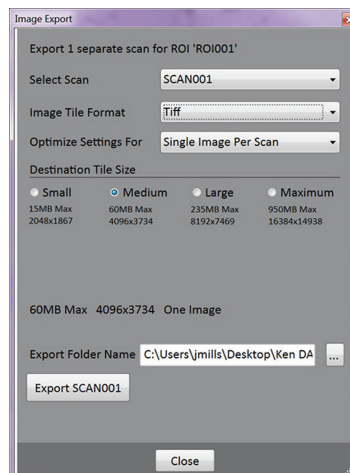 Image Export
Export 1 separate scan for ROI 'ROI001'
Select Scan SCAN001
Image Tile Format Tiff
Optimize Settings For Single Image Per Scan
Destination Tile Size
Small Medium Large Maximum
15MB Max 60MB Max 235MB Max 950MB Max
2048x1867 4096x3734 8192x7469 16384x14938
60MB Max 4096x3734 One Image
Export Folder Name C:\Users\jmills\Desktop\Ken DA ...
Export SCAN001
Close